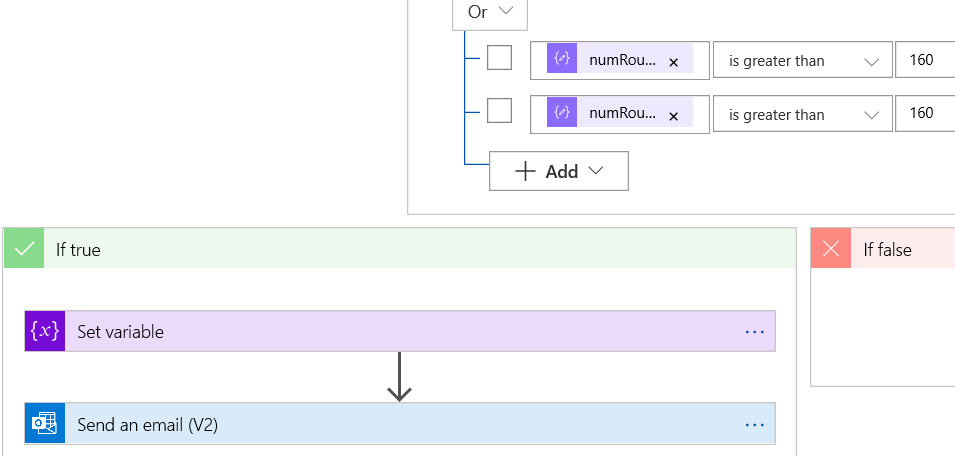 Or
numRou... × is greater than 160
numRou... × is greater than 160
+ Add
If true
If false
{x} Set variable ...
Send an email (V2) ...